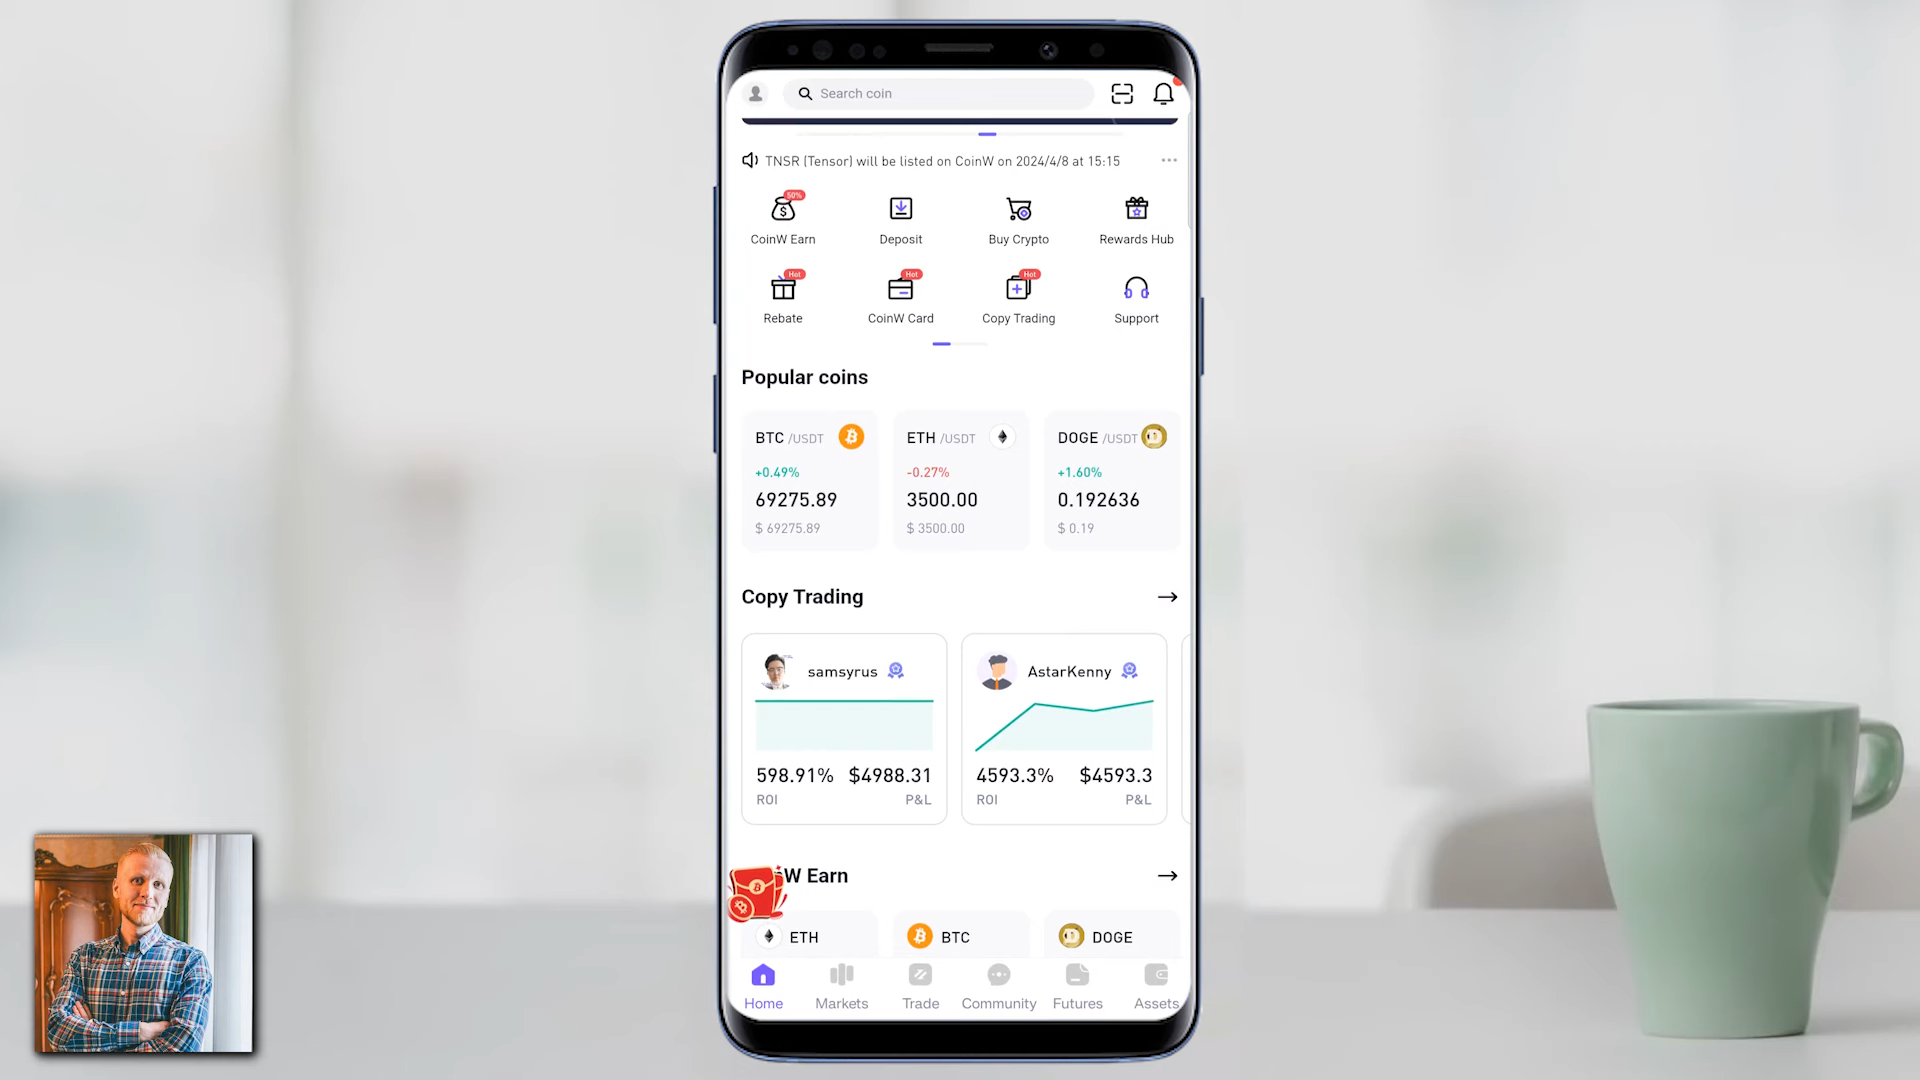 Search coin
TNSR (Tensor) will be listed on CoinW on 2024/4/8 at 15:15
50%
CoinW Earn
Deposit
Buy Crypto
Rewards Hub
Hot
Hot
Hot
Rebate
CoinW Card
Copy Trading
Support
Popular coins
BTC /USDT
+0.49%
69275.89
$ 69275.89
ETH /USDT
-0.27%
3500.00
$ 3500.00
DOGE /USDT
+1.60%
0.192636
$ 0.19
Copy Trading
samsyrus
598.91% $4988.31
ROI P&L
AstarKenny
4593.3% $4593.3
ROI P&L
W Earn
ETH
BTC
DOGE
Home
Markets
Trade
Community
Futures
Assets